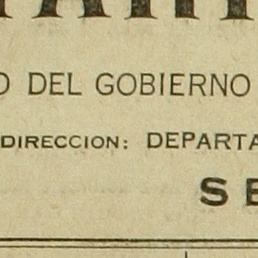 O DEL GOBIERNO
DIRECCION: DEPARTA
SE